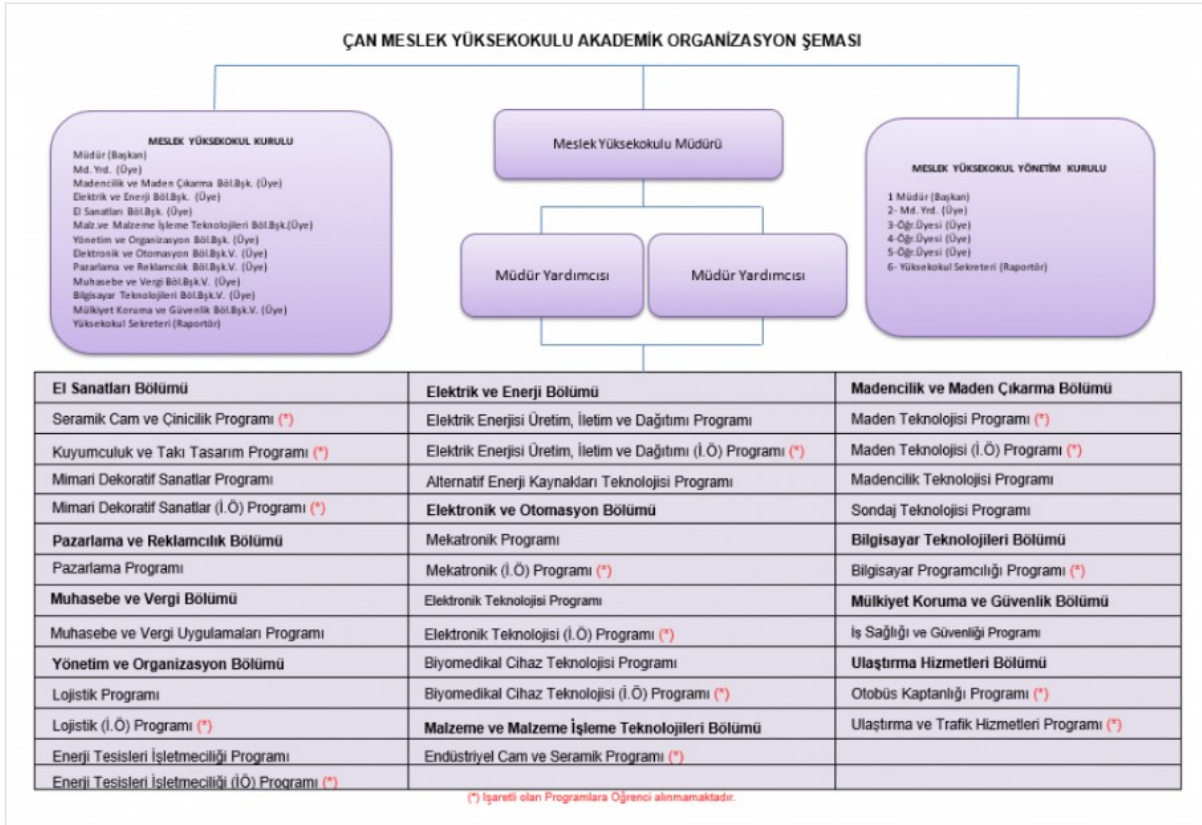 ÇAN MESLEK YÜKSEKOKULU AKADEMİK ORGANİZASYON ŞEMASI
MESLEK YÜKSEKOKUL KURULU
Müdür (Başkan)
Md. Yrd. (Üye)
Madencilik ve Maden Çıkarma Böl.Bşk. (Üye)
Elektrik ve Enerji Böl.Bşk. (Üye)
El Sanatları Böl.Bşk. (Üye)
Malz.ve Malzeme İşleme Teknolojileri Böl.Bşk.(Üye)
Yönetim ve Organizasyon Böl.Bşk. (Üye)
Elektronik ve Otomasyon Böl.Bşk.V. (Üye)
Pazarlama ve Reklamcılık Böl.Bşk.V. (Üye)
Muhasebe ve Vergi Böl.Bşk.V. (Üye)
Bilgisayar Teknolojileri Böl.Bşk.V. (Üye)
Mülkiyet Koruma ve Güvenlik Böl.Bşk.V. (Üye)
Yüksekokul Sekreteri (Raportör)
Meslek Yüksekokulu Müdürü
Müdür Yardımcısı
Müdür Yardımcısı
MESLEK YÜKSEKOKUL YÖNETİM KURULU
1 Müdür (Başkan)
2- Md. Yrd. (Üye)
3-Öğr.Üyesi (Üye)
4-Öğr.Üyesi (Üye)
5-Öğr.Üyesi (Üye)
6- Yüksekokul Sekreteri (Raportör)
El Sanatları Bölümü
Seramik Cam ve Çinicilik Programı (*)
Kuyumculuk ve Takı Tasarım Programı (*)
Mimari Dekoratif Sanatlar Programı
Mimari Dekoratif Sanatlar (İ.Ö) Programı (*)
Pazarlama ve Reklamcılık Bölümü
Pazarlama Programı
Muhasebe ve Vergi Bölümü
Muhasebe ve Vergi Uygulamaları Programı
Yönetim ve Organizasyon Bölümü
Lojistik Programı
Lojistik (İ.Ö) Programı (*)
Enerji Tesisleri İşletmeciliği Programı
Enerji Tesisleri İşletmeciliği (İÖ) Programı (*)
Elektrik ve Enerji Bölümü
Elektrik Enerjisi Üretim, İletim ve Dağıtımı Programı
Elektrik Enerjisi Üretim, İletim ve Dağıtımı (İ.Ö) Programı (*)
Alternatif Enerji Kaynakları Teknolojisi Programı
Elektronik ve Otomasyon Bölümü
Mekatronik Programı
Mekatronik (İ.Ö) Programı (*)
Elektronik Teknolojisi Programı
Elektronik Teknolojisi (İ.Ö) Programı (*)
Biyomedikal Cihaz Teknolojisi Programı
Biyomedikal Cihaz Teknolojisi (İ.Ö) Programı (*)
Malzeme ve Malzeme İşleme Teknolojileri Bölümü
Endüstriyel Cam ve Seramik Programı (*)
Madencilik ve Maden Çıkarma Bölümü
Maden Teknolojisi Programı (*)
Maden Teknolojisi (İ.Ö) Programı (*)
Madencilik Teknolojisi Programı
Sondaj Teknolojisi Programı
Bilgisayar Teknolojileri Bölümü
Bilgisayar Programcılığı Programı (*)
Mülkiyet Koruma ve Güvenlik Bölümü
İş Sağlığı ve Güvenliği Programı
Ulaştırma Hizmetleri Bölümü
Otobüs Kaptanlığı Programı (*)
Ulaştırma ve Trafik Hizmetleri Programı (*)
(*) İşaretli olan Programlara Öğrenci alınmamaktadır.